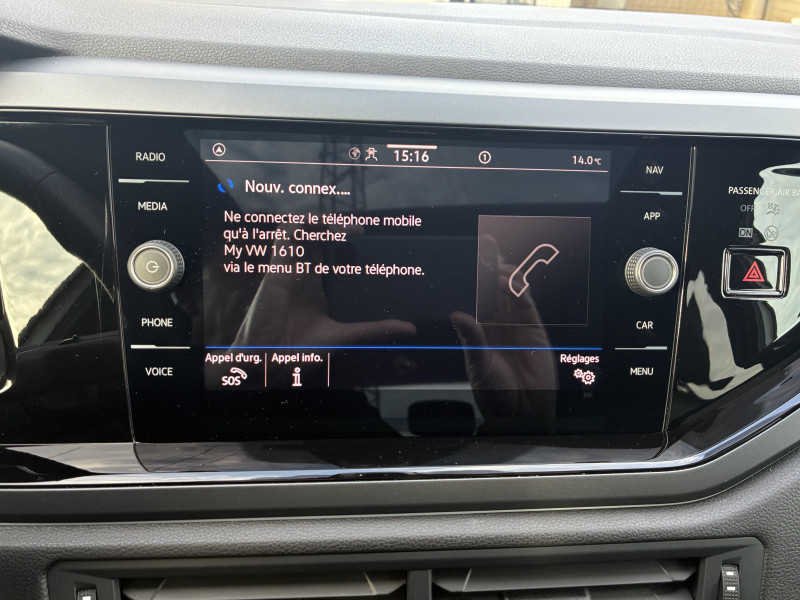 RADIO
MEDIA
PHONE
VOICE
15:16
1
14.0°C
Nouv. connex....
Ne connectez le téléphone mobile
qu'à l'arrêt. Cherchez
My VW 1610
via le menu BT de votre téléphone.
Appel d'urg. Appel info. Réglages
SOS
NAV
APP
CAR
MENU
PASSENGER AIR BA
OFF
ON